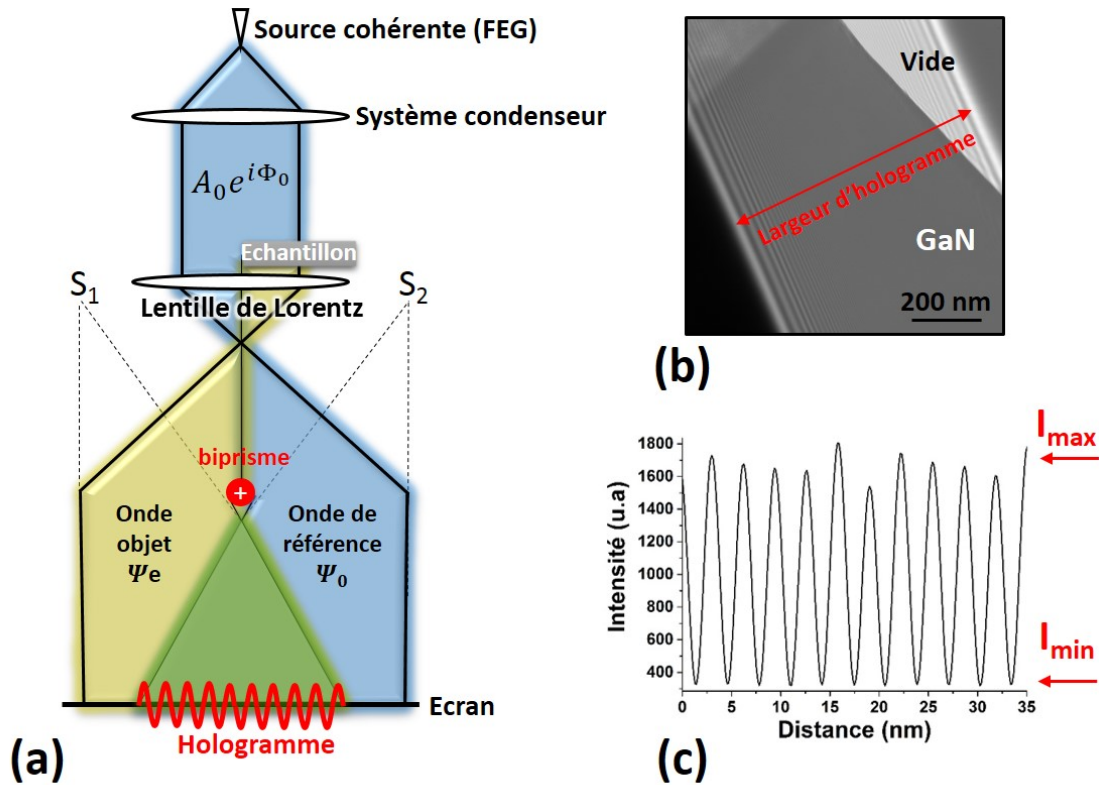 Source cohérente (FEG)
Système condenseur
A₀e^{iΦ₀}
Echantillon
S₁
S₂
Lentille de Lorentz
biprisme
+
Onde
objet
Ψe
Onde de
référence
Ψ₀
Ecran
Hologramme
(a)
Vide
Largeur d'hologramme
GaN
200 nm
(b)
Intensité (u.a)
1800
1600
1400
1200
1000
800
600
400
0
5
10
15
20
25
30
35
Distance (nm)
I_max
I_min
(c)